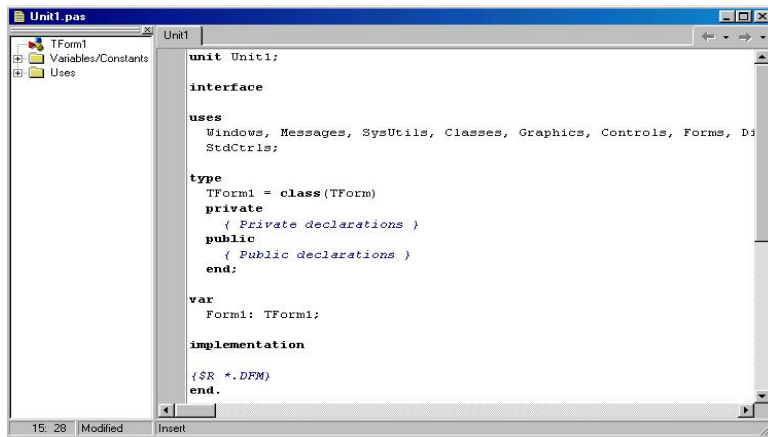 Unit1.pas
TForm1
Variables/Constants
Uses
Unit1
unit Unit1;
interface
uses
Windows, Messages, SysUtils, Classes, Graphics, Controls, Forms, Di
StdCtrls;
type
TForm1 = class(TForm)
private
{ Private declarations }
public
{ Public declarations }
end;
var
Form1: TForm1;
implementation
{$R *.DFM}
end.
15: 28 Modified Insert